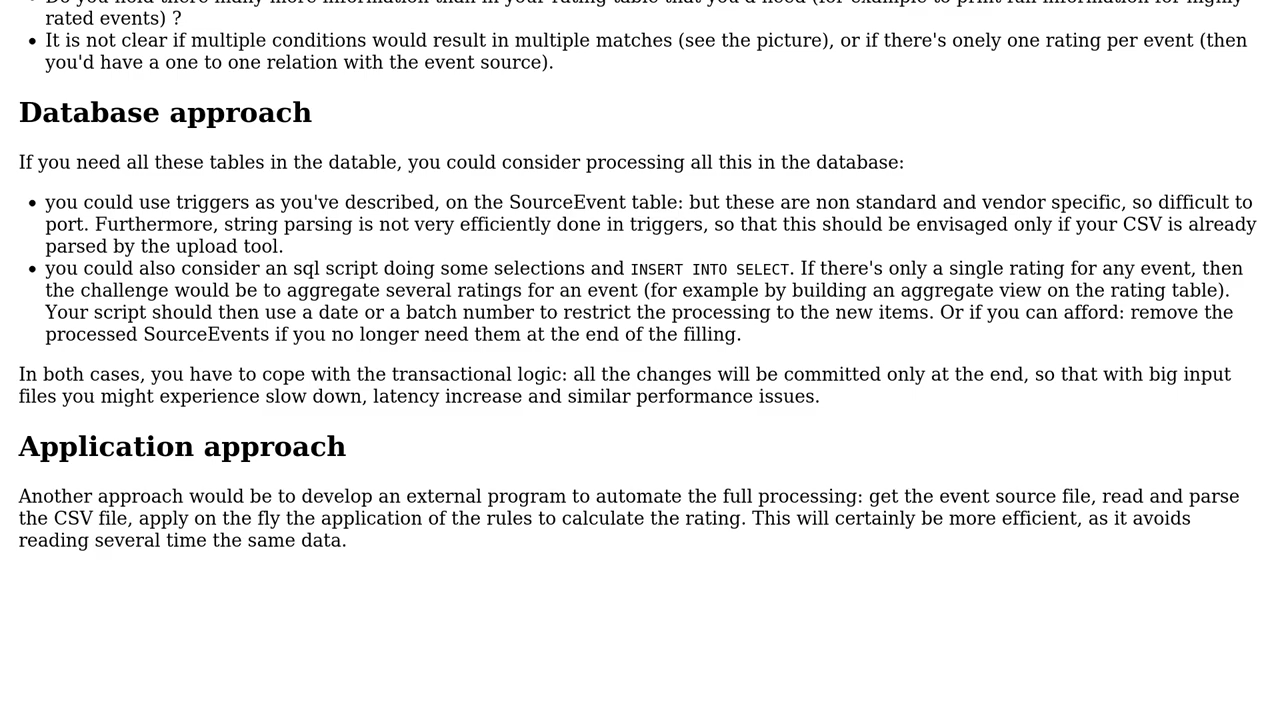 rated events) ?
• It is not clear if multiple conditions would result in multiple matches (see the picture), or if there's onely one rating per event (then
you'd have a one to one relation with the event source).
Database approach
If you need all these tables in the datable, you could consider processing all this in the database:
• you could use triggers as you've described, on the SourceEvent table: but these are non standard and vendor specific, so difficult to
port. Furthermore, string parsing is not very efficiently done in triggers, so that this should be envisaged only if your CSV is already
parsed by the upload tool.
• you could also consider an sql script doing some selections and INSERT INTO SELECT. If there's only a single rating for any event, then
the challenge would be to aggregate several ratings for an event (for example by building an aggregate view on the rating table).
Your script should then use a date or a batch number to restrict the processing to the new items. Or if you can afford: remove the
processed SourceEvents if you no longer need them at the end of the filling.
In both cases, you have to cope with the transactional logic: all the changes will be committed only at the end, so that with big input
files you might experience slow down, latency increase and similar performance issues.
Application approach
Another approach would be to develop an external program to automate the full processing: get the event source file, read and parse
the CSV file, apply on the fly the application of the rules to calculate the rating. This will certainly be more efficient, as it avoids
reading several time the same data.